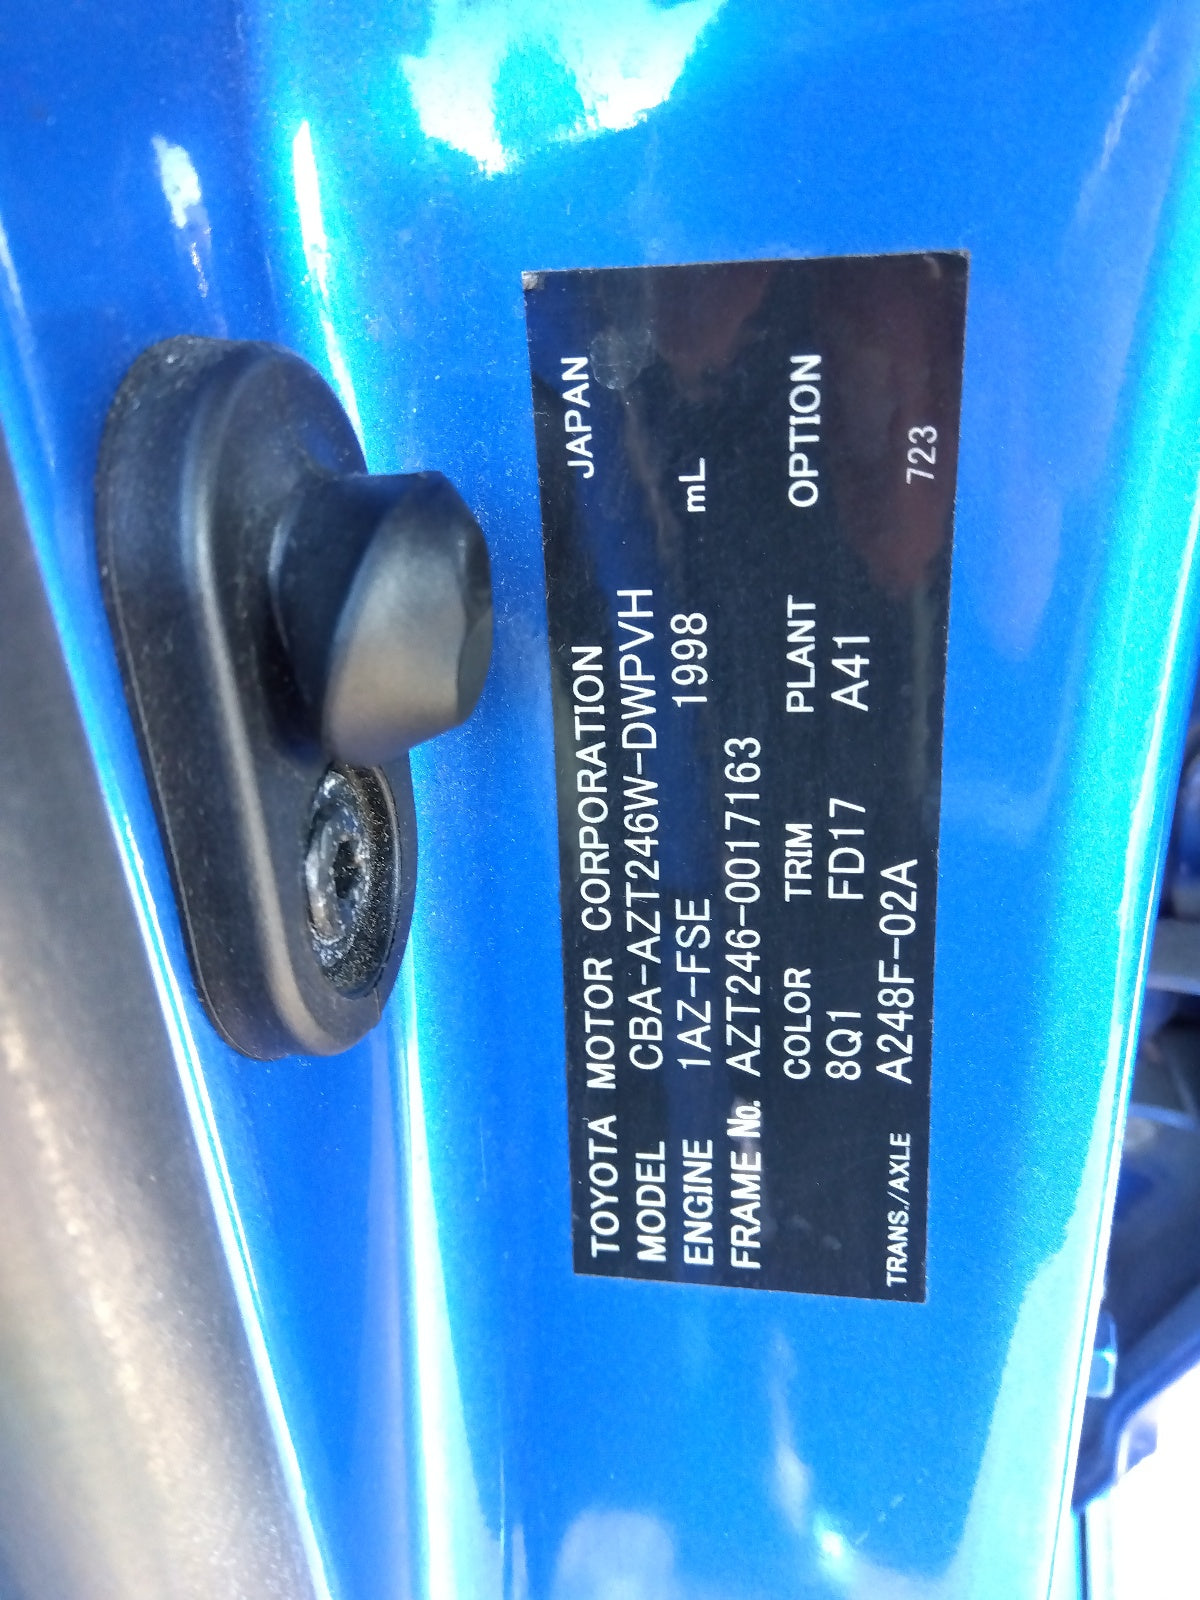 TOYOTA MOTOR CORPORATION JAPAN
MODEL CBA-AZT246W-DWPVH
ENGINE 1AZ-FSE 1998 mL
FRAME No. AZT246-0017163
COLOR TRIM PLANT OPTION
8Q1 FD17 A41
TRANS./AXLE A248F-02A
723